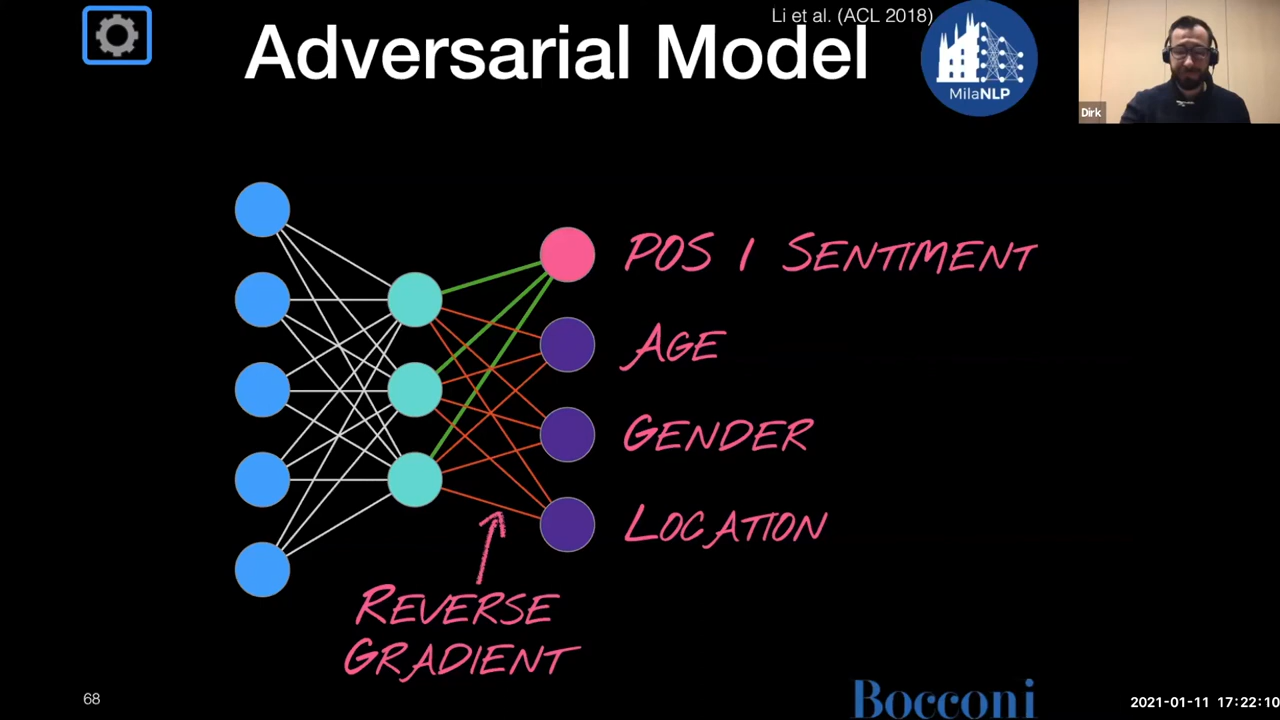 Li et al. (ACL 2018)
Adversarial Model
MilaNLP
Dirk
POS / SENTIMENT
AGE
GENDER
LOCATION
REVERSE
GRADIENT
68
Bocconi
2021-01-11 17:22:10